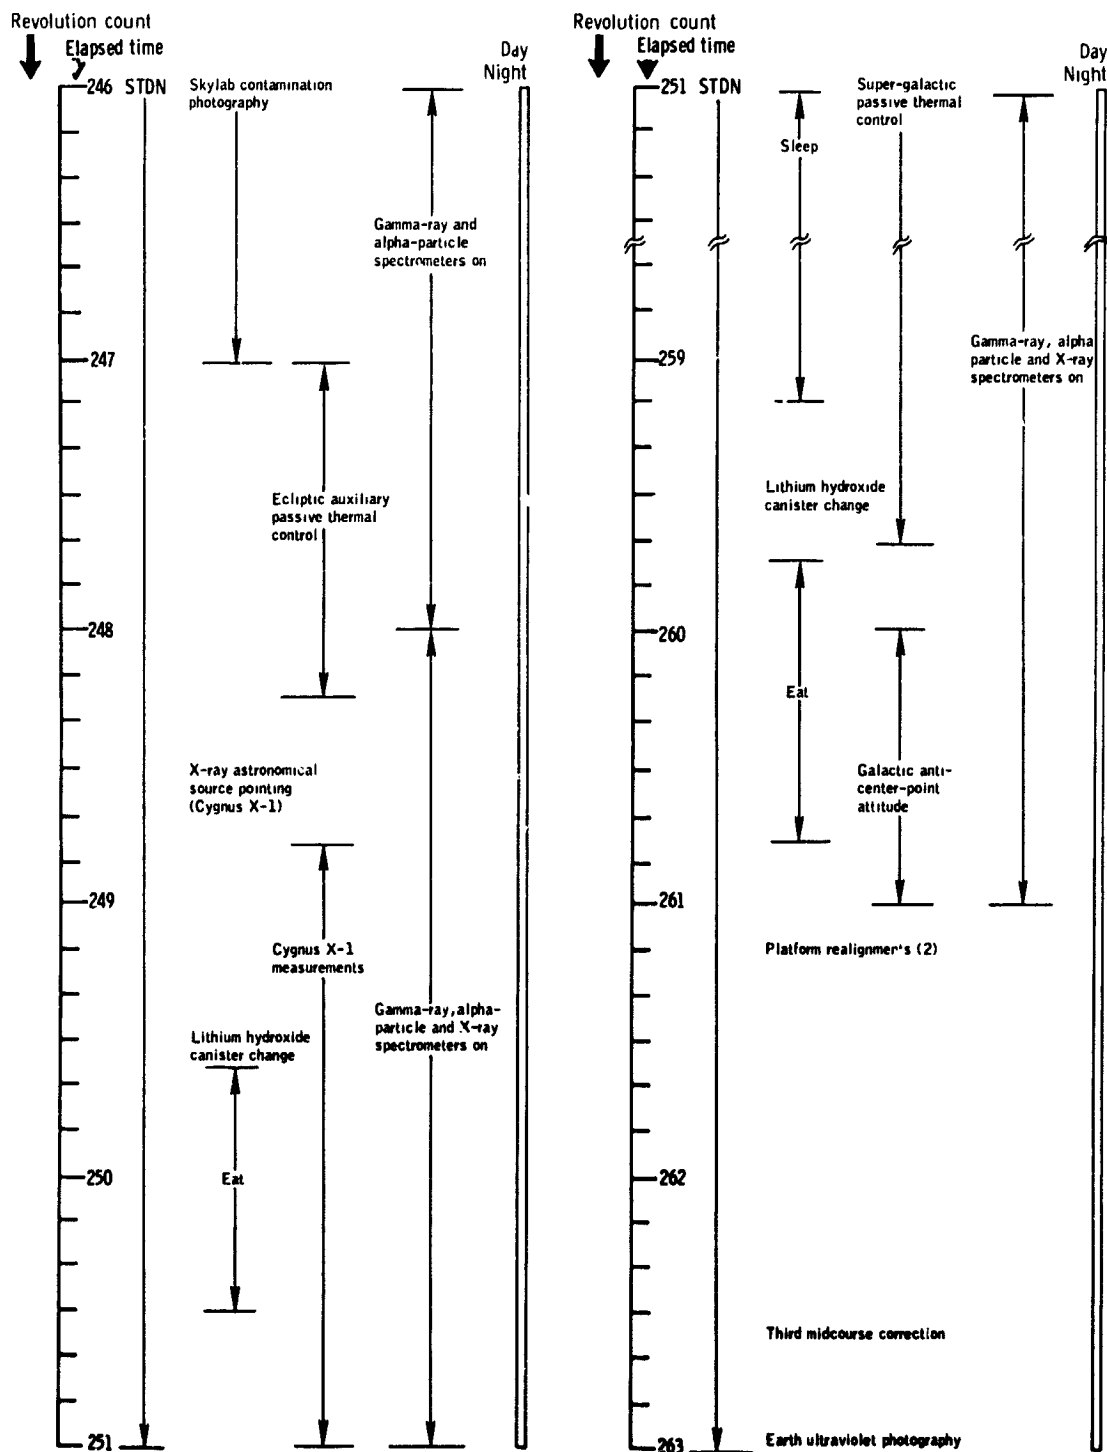 Revolution count
Elapsed time
Day
Night
246 STDN
Skylab contamination
photography
Gamma-ray and
alpha-particle
spectrometers on
247
Ecliptic auxiliary
passive thermal
control
248
X-ray astronomical
source pointing
(Cygnus X-1)
249
Cygnus X-1
measurements
Gamma-ray, alpha-
particle and X-ray
spectrometers on
Lithium hydroxide
canister change
250
Eat
251
Revolution count
Elapsed time
Day
Night
251 STDN
Super-galactic
passive thermal
control
Sleep
259
Gamma-ray, alpha
particle and X-ray
spectrometers on
Lithium hydroxide
canister change
260
Eat
Galactic anti-
center-point
attitude
261
Platform realignmer's (2)
262
Third midcourse correction
263
Earth ultraviolet photography